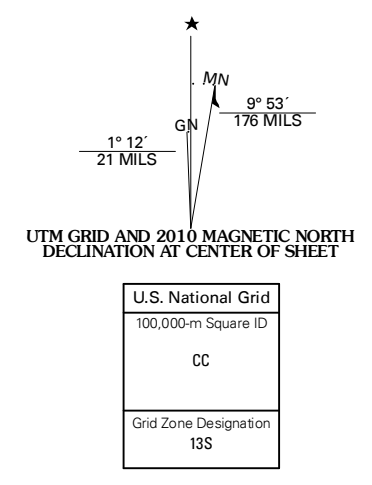 ★
MN
9° 53´
176 MILS
GN
1° 12´
21 MILS
UTM GRID AND 2010 MAGNETIC NORTH
DECLINATION AT CENTER OF SHEET
U.S. National Grid
100,000-m Square ID
CC
Grid Zone Designation
13S